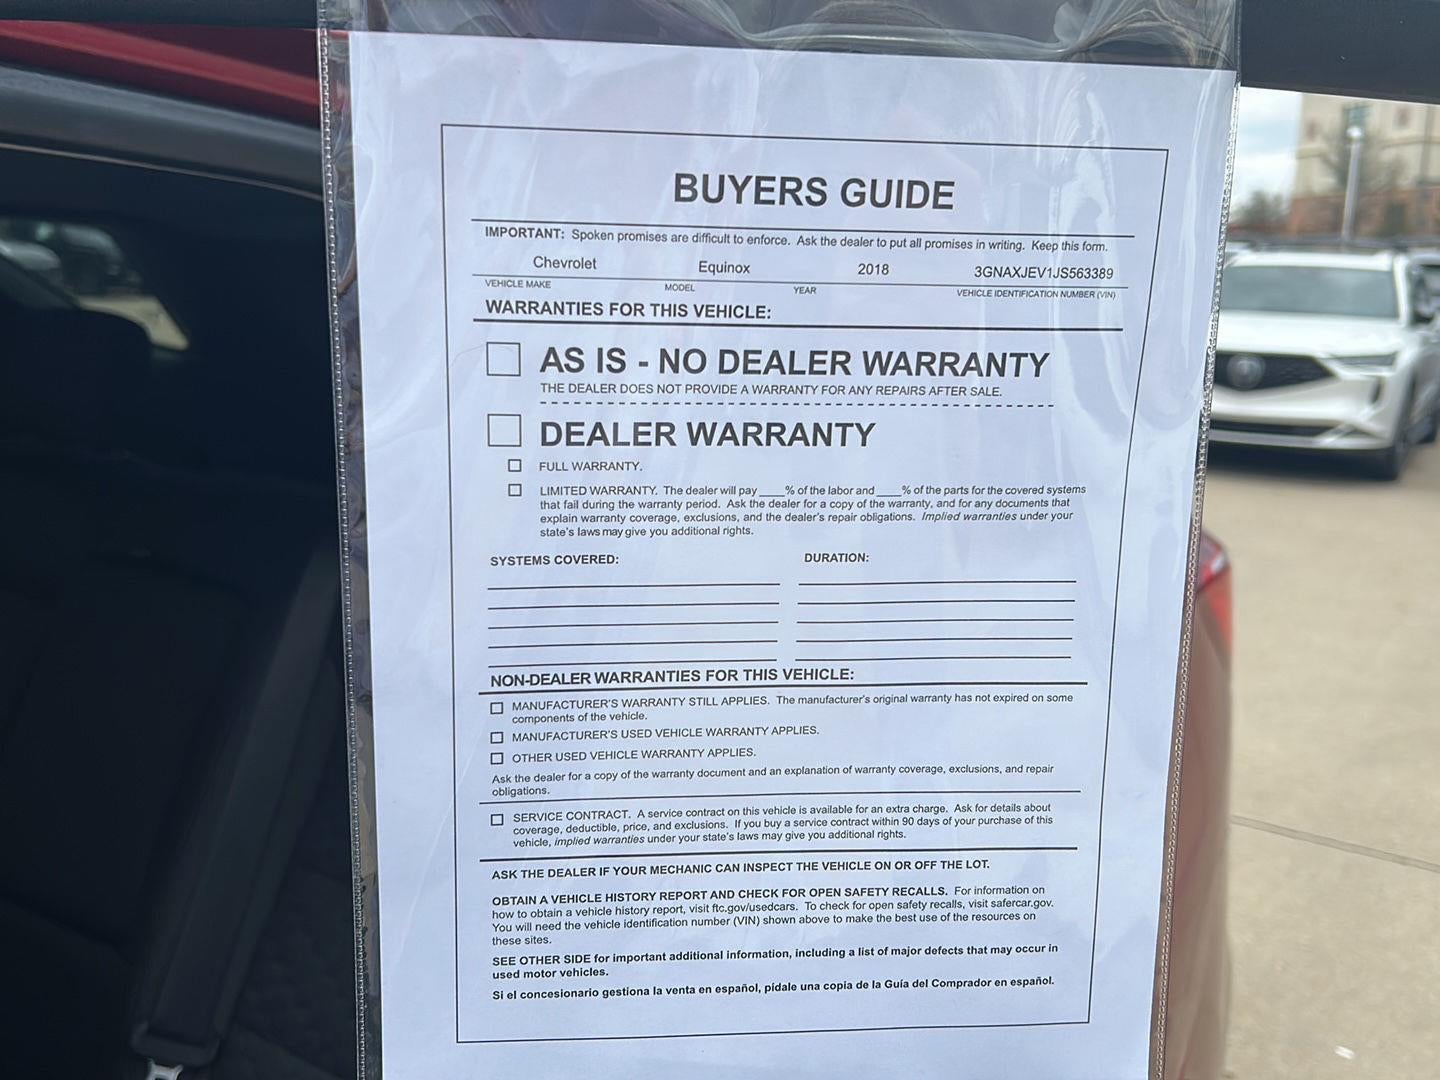 BUYERS GUIDE
IMPORTANT: Spoken promises are difficult to enforce. Ask the dealer to put all promises in writing. Keep this form.
Chevrolet Equinox 2018 3GNAXJEV1JS563389
VEHICLE MAKE MODEL YEAR VEHICLE IDENTIFICATION NUMBER (VIN)
WARRANTIES FOR THIS VEHICLE:
AS IS - NO DEALER WARRANTY
THE DEALER DOES NOT PROVIDE A WARRANTY FOR ANY REPAIRS AFTER SALE.
DEALER WARRANTY
FULL WARRANTY.
LIMITED WARRANTY. The dealer will pay ____% of the labor and ____% of the parts for the covered systems
that fail during the warranty period. Ask the dealer for a copy of the warranty, and for any documents that
explain warranty coverage, exclusions, and the dealer's repair obligations. Implied warranties under your
state's laws may give you additional rights.
SYSTEMS COVERED: DURATION:
NON-DEALER WARRANTIES FOR THIS VEHICLE:
MANUFACTURER'S WARRANTY STILL APPLIES. The manufacturer's original warranty has not expired on some
components of the vehicle.
MANUFACTURER'S USED VEHICLE WARRANTY APPLIES.
OTHER USED VEHICLE WARRANTY APPLIES.
Ask the dealer for a copy of the warranty document and an explanation of warranty coverage, exclusions, and repair
obligations.
SERVICE CONTRACT. A service contract on this vehicle is available for an extra charge. Ask for details about
coverage, deductible, price, and exclusions. If you buy a service contract within 90 days of your purchase of this
vehicle, implied warranties under your state's laws may give you additional rights.
ASK THE DEALER IF YOUR MECHANIC CAN INSPECT THE VEHICLE ON OR OFF THE LOT.
OBTAIN A VEHICLE HISTORY REPORT AND CHECK FOR OPEN SAFETY RECALLS. For information on
how to obtain a vehicle history report, visit ftc.gov/usedcars. To check for open safety recalls, visit safercar.gov.
You will need the vehicle identification number (VIN) shown above to make the best use of the resources on
these sites.
SEE OTHER SIDE for important additional information, including a list of major defects that may occur in
used motor vehicles.
Si el concesionario gestiona la venta en español, pídale una copia de la Guía del Comprador en español.